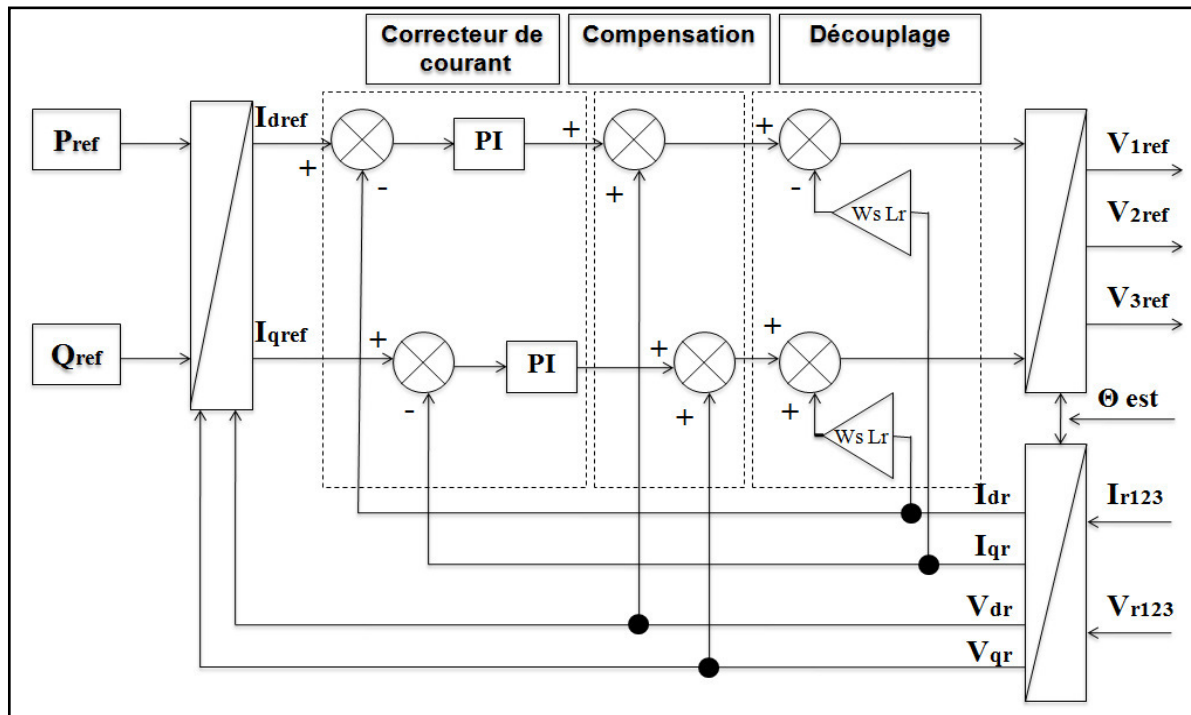 Correcteur de
courant
Compensation
Découplage
Pref
Idref
+
-
PI
+
+
+
-
Ws Lr
V1ref
V2ref
V3ref
Qref
Iqref
+
-
PI
+
+
+
+
Ws Lr
Θ est
Idr
Ir123
Iqr
Vdr
Vr123
Vqr